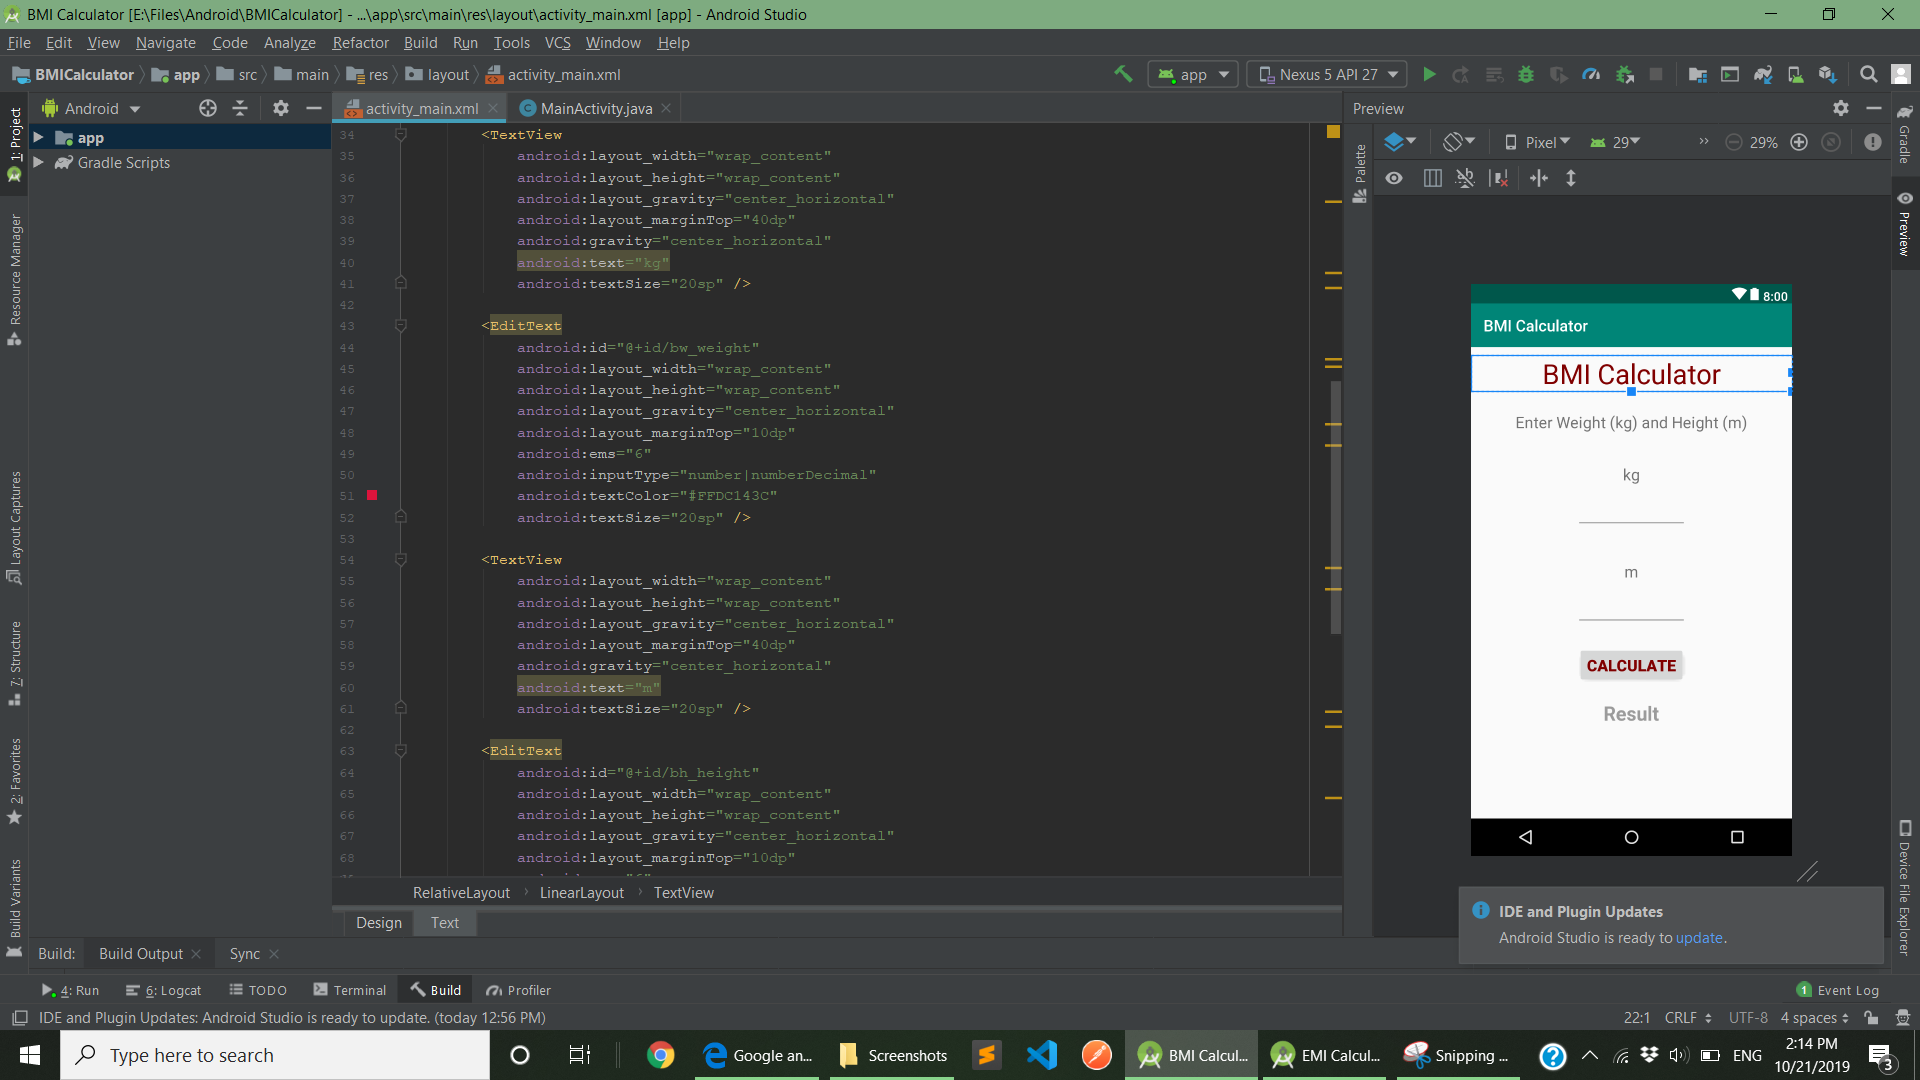 BMI Calculator [E:\Files\Android\BMICalculator] - ...\app\src\main\res\layout\activity_main.xml [app] - Android Studio
File Edit View Navigate Code Analyze Refactor Build Run Tools VCS Window Help
BMICalculator app src main res layout activity_main.xml app Nexus 5 API 27
Android activity_main.xml MainActivity.java Preview
1: Project
Resource Manager
Layout Captures
7: Structure
2: Favorites
Build Variants
app
Gradle Scripts
34 <TextView
35 android:layout_width="wrap_content"
36 android:layout_height="wrap_content"
37 android:layout_gravity="center_horizontal"
38 android:layout_marginTop="40dp"
39 android:gravity="center_horizontal"
40 android:text="kg"
41 android:textSize="20sp" />
42
43 <EditText
44 android:id="@+id/bw_weight"
45 android:layout_width="wrap_content"
46 android:layout_height="wrap_content"
47 android:layout_gravity="center_horizontal"
48 android:layout_marginTop="10dp"
49 android:ems="6"
50 android:inputType="number|numberDecimal"
51 android:textColor="#FFDC143C"
52 android:textSize="20sp" />
53
54 <TextView
55 android:layout_width="wrap_content"
56 android:layout_height="wrap_content"
57 android:layout_gravity="center_horizontal"
58 android:layout_marginTop="40dp"
59 android:gravity="center_horizontal"
60 android:text="m"
61 android:textSize="20sp" />
62
63 <EditText
64 android:id="@+id/bh_height"
65 android:layout_width="wrap_content"
66 android:layout_height="wrap_content"
67 android:layout_gravity="center_horizontal"
68 android:layout_marginTop="10dp"
RelativeLayout LinearLayout TextView
Design Text
Palette
Pixel 29 29%
8:00
BMI Calculator
BMI Calculator
Enter Weight (kg) and Height (m)
kg
m
CALCULATE
Result
Gradle
Preview
Device File Explorer
IDE and Plugin Updates
Android Studio is ready to update.
Build: Build Output Sync
4: Run 6: Logcat TODO Terminal Build Profiler 1 Event Log
IDE and Plugin Updates: Android Studio is ready to update. (today 12:56 PM) 22:1 CRLF UTF-8 4 spaces
Type here to search Google an... Screenshots BMI Calcul... EMI Calcul... Snipping ... ENG 2:14 PM
10/21/2019 3